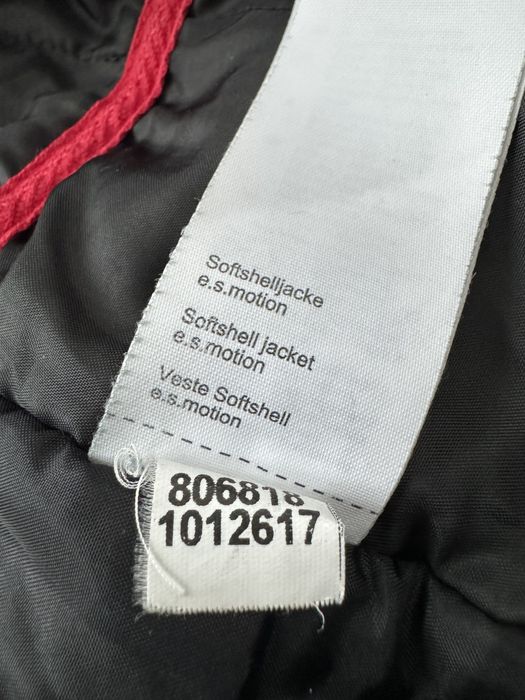 Softshelljacke
e.s.motion
Softshell jacket
e.s.motion
Veste Softshell
e.s.motion
806818
1012617